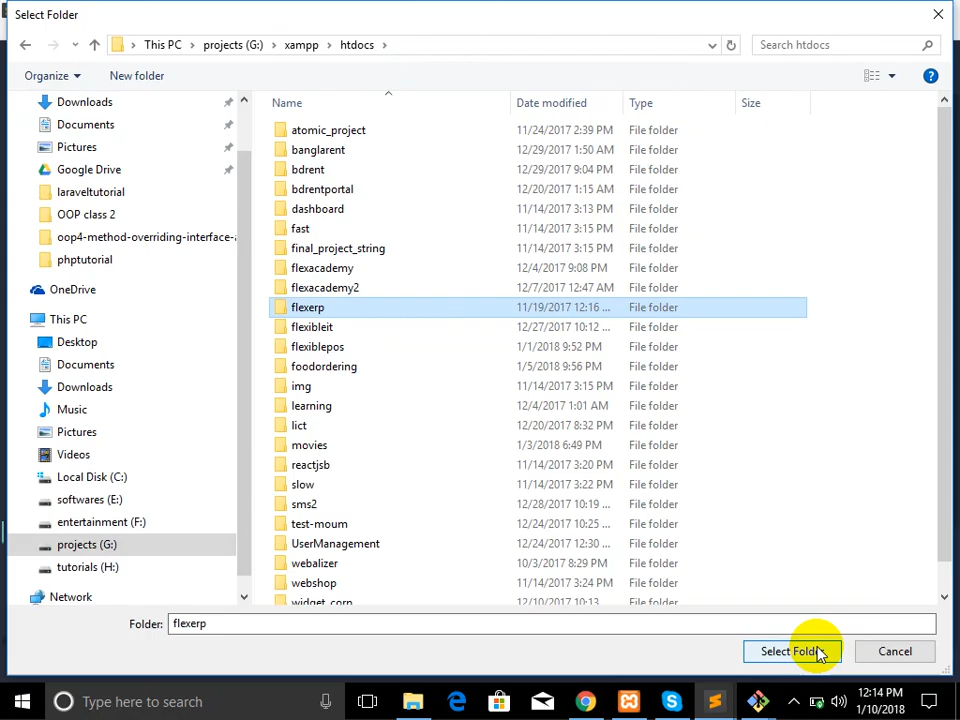 Select Folder
This PC projects (G:) xampp htdocs
Search htdocs
Organize New folder
Name Date modified Type Size
Downloads
Documents
Pictures
Google Drive
laraveltutorial
OOP class 2
oop4-method-overriding-interface-a
phptutorial
OneDrive
This PC
Desktop
Documents
Downloads
Music
Pictures
Videos
Local Disk (C:)
softwares (E:)
entertainment (F:)
projects (G:)
tutorials (H:)
Network
atomic_project 11/24/2017 2:39 PM File folder
banglarent 12/29/2017 1:50 AM File folder
bdrent 12/29/2017 9:04 PM File folder
bdrentportal 12/20/2017 1:15 AM File folder
dashboard 11/14/2017 3:13 PM File folder
fast 11/14/2017 3:15 PM File folder
final_project_string 11/14/2017 3:15 PM File folder
flexacademy 12/4/2017 9:08 PM File folder
flexacademy2 12/7/2017 12:47 AM File folder
flexerp 11/19/2017 12:16 ... File folder
flexibleit 12/27/2017 10:12 ... File folder
flexiblepos 1/1/2018 9:52 PM File folder
foodordering 1/5/2018 9:56 PM File folder
img 11/14/2017 3:15 PM File folder
learning 12/4/2017 1:01 AM File folder
lict 12/20/2017 8:32 PM File folder
movies 1/3/2018 6:49 PM File folder
reactjsb 11/14/2017 3:20 PM File folder
slow 11/14/2017 3:22 PM File folder
sms2 12/28/2017 10:19 ... File folder
test-moum 12/24/2017 10:25 ... File folder
UserManagement 12/24/2017 12:30 ... File folder
webalizer 10/3/2017 8:29 PM File folder
webshop 11/14/2017 3:24 PM File folder
widget_corp 12/10/2017 10:13 File folder
Folder: flexerp
Select Folder Cancel
Type here to search
12:14 PM
1/10/2018